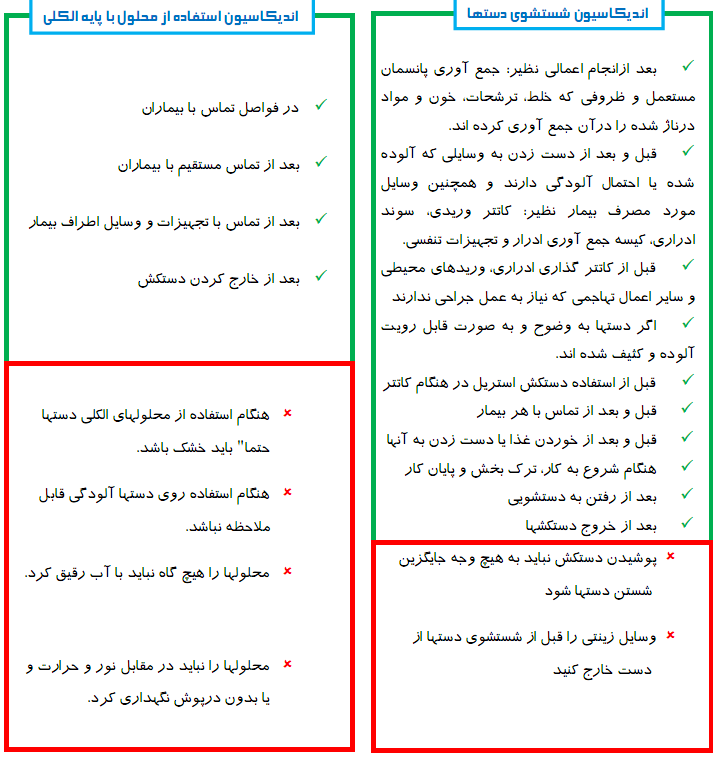 اندیکاسیون شستشوی دستها
بعد ازانجام اعمالی نظیر: جمع آوری پانسمان
مستعمل و ظروفی که خلط، ترشحات، خون و مواد
درناژ شده را درآن جمع آوری کرده اند.
قبل و بعد از دست زدن به وسایلی که آلوده
شده یا احتمال آلودگی دارند و همچنین وسایل
مورد مصرف بیمار نظیر: کاتتر وریدی، سوند
ادراری، کیسه جمع آوری ادرار و تجهیزات تنفسی.
قبل از کاتتر گذاری ادراری، وریدهای محیطی
و سایر اعمال تهاجمی که نیاز به عمل جراحی ندارند
اگر دستها به وضوح و به صورت قابل رویت
آلوده و کثیف شده اند.
قبل از استفاده دستکش استریل در هنگام کاتتر
قبل و بعد از تماس با هر بیمار
قبل و بعد از خوردن غذا یا دست زدن به آنها
هنگام شروع به کار، ترک بخش و پایان کار
بعد از رفتن به دستشویی
بعد از خروج دستکشها
پوشیدن دستکش نباید به هیچ وجه جایگزین
شستن دستها شود
وسایل زینتی را قبل از شستشوی دستها از
دست خارج کنید
اندیکاسیون استفاده از محلول با پایه الکلی
در فواصل تماس با بیماران
بعد از تماس مستقیم با بیماران
بعد از تماس با تجهیزات و وسایل اطراف بیمار
بعد از خارج کردن دستکش
هنگام استفاده از محلولهای الکلی دستها
حتما" باید خشک باشد.
هنگام استفاده روی دستها آلودگی قابل
ملاحظه نباشد.
محلولها را هیچ گاه نباید با آب رقیق کرد.
محلولها را نباید در مقابل نور و حرارت و
یا بدون درپوش نگهداری کرد.